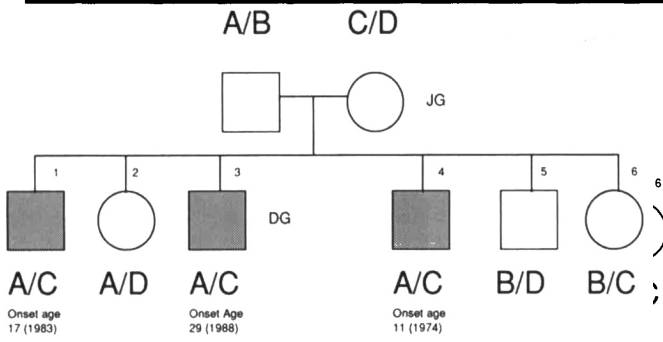 A/B C/D
JG
1 2 3 4 5 6
6
DG
A/C A/D A/C A/C B/D B/C
Onset age Onset Age Onset age
17 (1983) 29 (1988) 11 (1974)